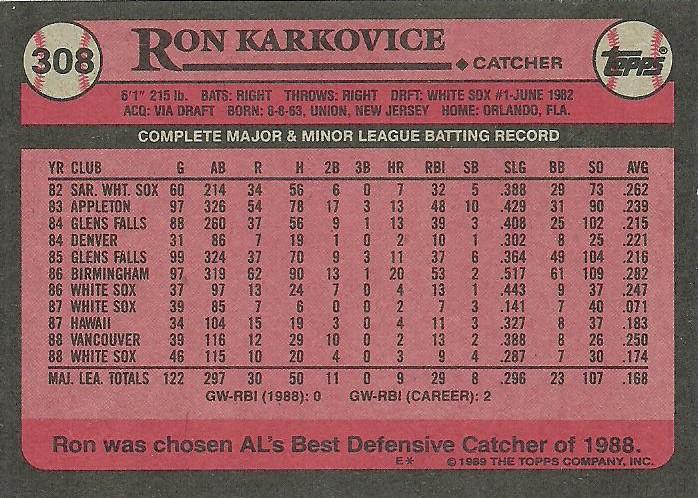 308
RON KARKOVICE
CATCHER
TOPPS®
6'1" 215 lb. BATS: RIGHT THROWS: RIGHT DRFT: WHITE SOX #1-JUNE 1982
ACQ: VIA DRAFT BORN: 8-8-63, UNION, NEW JERSEY HOME: ORLANDO, FLA.
COMPLETE MAJOR & MINOR LEAGUE BATTING RECORD
YR CLUB G AB R H 2B 3B HR RBI SB SLG BB SO AVG
82 SAR. WHT. SOX 60 214 34 56 6 0 7 32 5 .388 29 73 .262
83 APPLETON 97 326 54 78 17 3 13 48 10 .429 31 90 .239
84 GLENS FALLS 88 260 37 56 9 1 13 39 3 .408 25 102 .215
84 DENVER 31 86 7 19 1 0 2 10 1 .302 8 25 .221
85 GLENS FALLS 99 324 37 70 9 3 11 37 6 .364 49 104 .216
86 BIRMINGHAM 97 319 62 90 13 1 20 53 2 .517 61 109 .282
86 WHITE SOX 37 97 13 24 7 0 4 13 1 .443 9 37 .247
87 WHITE SOX 39 85 7 6 0 0 2 7 3 .141 7 40 .071
87 HAWAII 34 104 15 19 3 0 4 11 3 .327 8 37 .183
88 VANCOUVER 39 116 12 29 10 0 2 13 2 .388 8 26 .250
88 WHITE SOX 46 115 10 20 4 0 3 9 4 .287 7 30 .174
MAJ. LEA. TOTALS 122 297 30 50 11 0 9 29 8 .296 23 107 .168
GW-RBI (1988): 0 GW-RBI (CAREER): 2
Ron was chosen AL's Best Defensive Catcher of 1988.
E* © 1989 THE TOPPS COMPANY, INC.